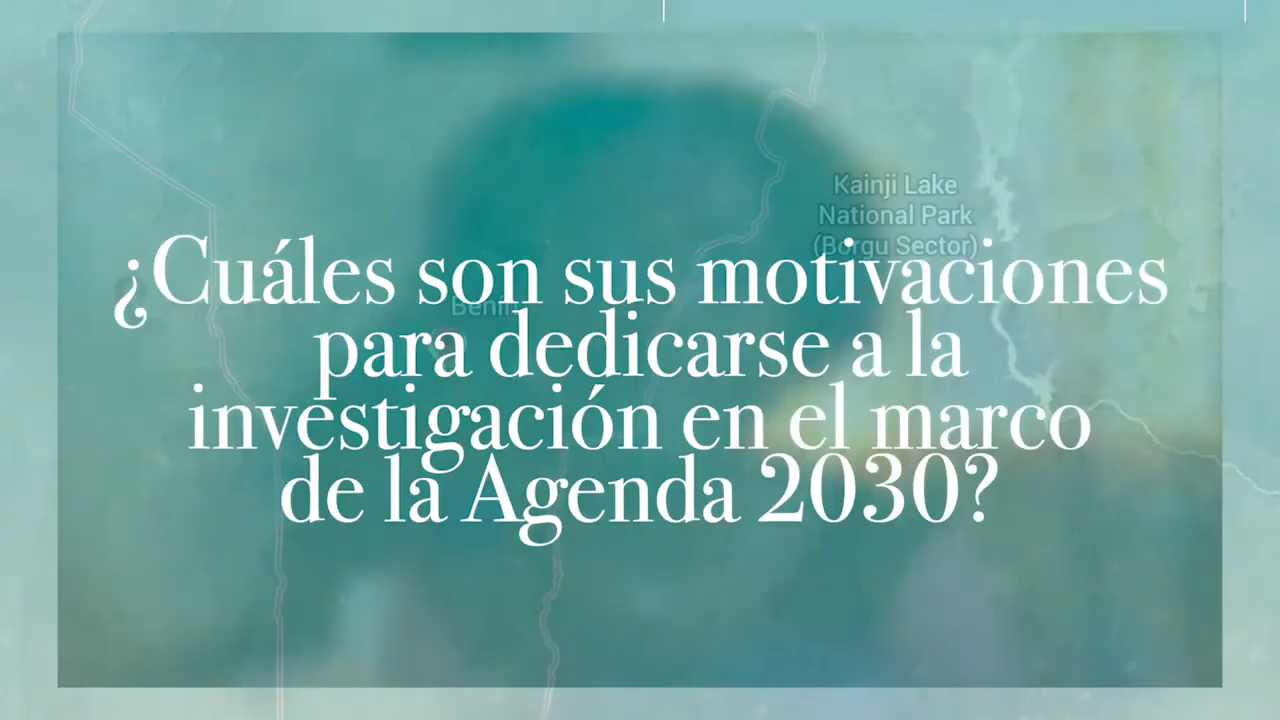 Kainji Lake
National Park
(Borgu Sector)
¿Cuáles son sus motivaciones
Benin
para dedicarse a la
investigación en el marco
de la Agenda 2030?